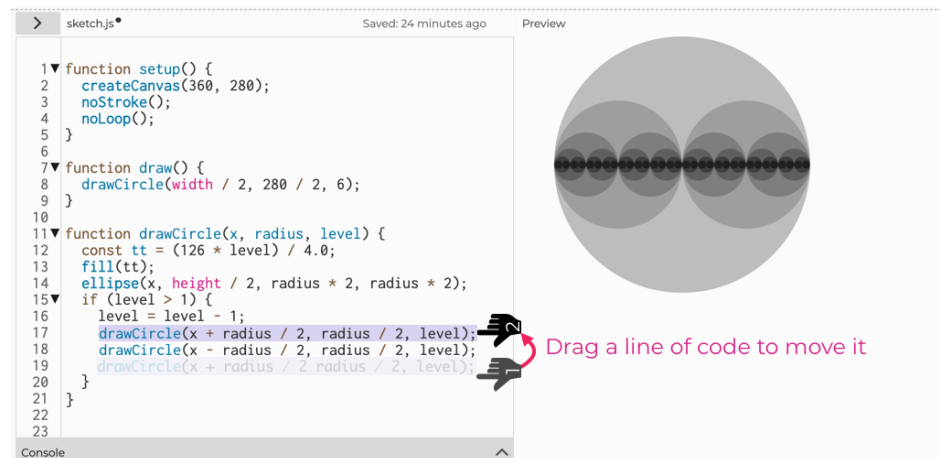 sketch.js
Saved: 24 minutes ago
Preview
1 function setup() {
2 createCanvas(360, 280);
3 noStroke();
4 noLoop();
5 }
6
7 function draw() {
8 drawCircle(width / 2, 280 / 2, 6);
9 }
10
11 function drawCircle(x, radius, level) {
12 const tt = (126 * level) / 4.0;
13 fill(tt);
14 ellipse(x, height / 2, radius * 2, radius * 2);
15 if (level > 1) {
16 level = level - 1;
17 drawCircle(x + radius / 2, radius / 2, level);
18 drawCircle(x - radius / 2, radius / 2, level);
19 drawCircle(x + radius / 2 radius / 2, level);
20 }
21 }
22
23
2
1
Drag a line of code to move it
Console